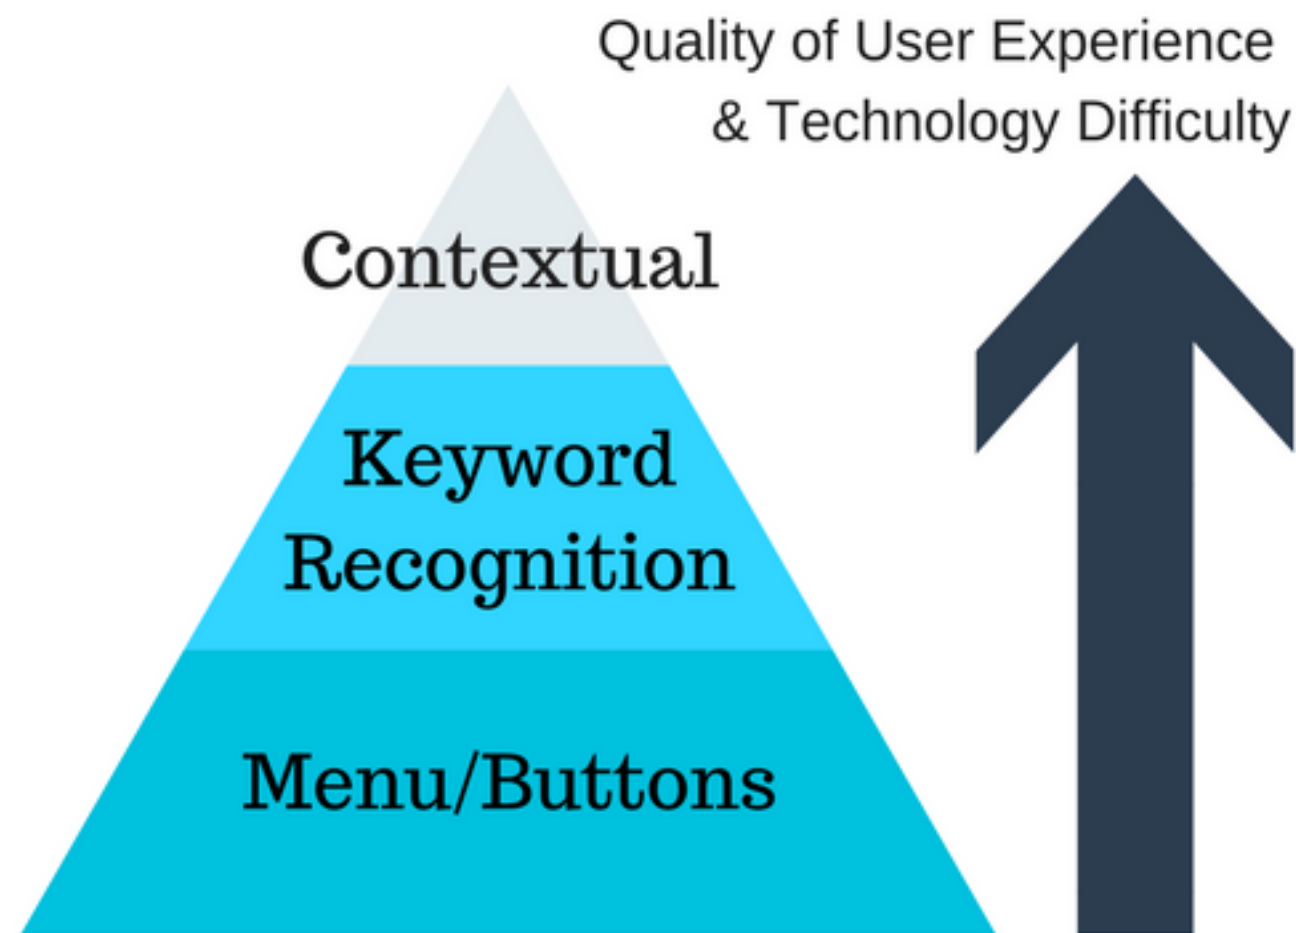 Quality of User Experience
& Technology Difficulty
Contextual
Keyword
Recognition
Menu/Buttons